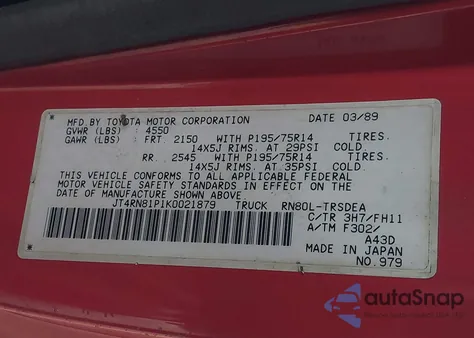 MFD.BY TOYOTA MOTOR CORPORATION DATE 03/89
GVWR (LBS) : 4550
GAWR (LBS) : FRT. 2150 WITH P195/75R14 TIRES.
14X5J RIMS. AT 29PSI COLD.
RR. 2545 WITH P195/75R14 TIRES.
14X5J RIMS. AT 35PSI COLD.
THIS VEHICLE CONFORMS TO ALL APPLICABLE FEDERAL
MOTOR VEHICLE SAFETY STANDARDS IN EFFECT ON THE
DATE OF MANUFACTURE SHOWN ABOVE.
JT4RN81P1K0021879 TRUCK RN80L-TRSDEA
C/TR 3H7/FH11
A/TM F302/
A43D
MADE IN JAPAN
NO.979
autoSnap